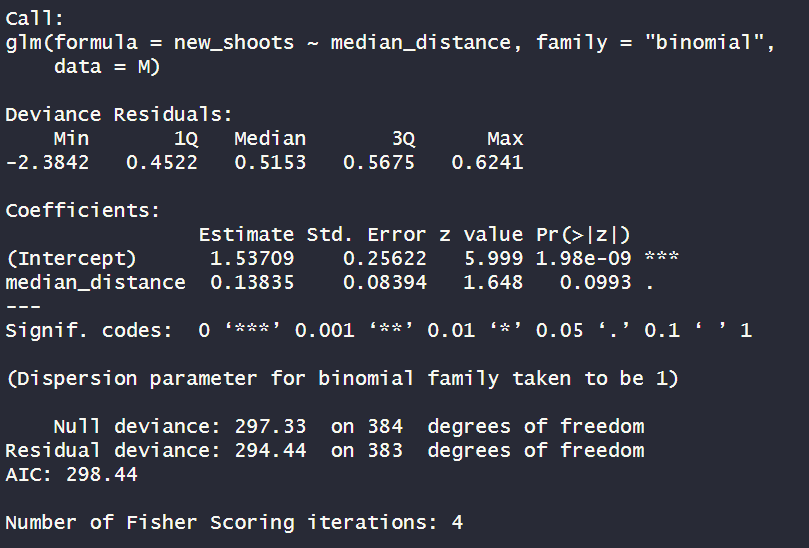 Call:
glm(formula = new_shoots ~ median_distance, family = "binomial",
    data = M)

Deviance Residuals:
    Min       1Q   Median       3Q      Max
-2.3842   0.4522   0.5153   0.5675   0.6241

Coefficients:
                Estimate Std. Error z value Pr(>|z|)
(Intercept)      1.53709    0.25622   5.999 1.98e-09 ***
median_distance  0.13835    0.08394   1.648   0.0993 .
---
Signif. codes:  0 ‘***’ 0.001 ‘**’ 0.01 ‘*’ 0.05 ‘.’ 0.1 ‘ ’ 1

(Dispersion parameter for binomial family taken to be 1)

    Null deviance: 297.33  on 384  degrees of freedom
Residual deviance: 294.44  on 383  degrees of freedom
AIC: 298.44

Number of Fisher Scoring iterations: 4